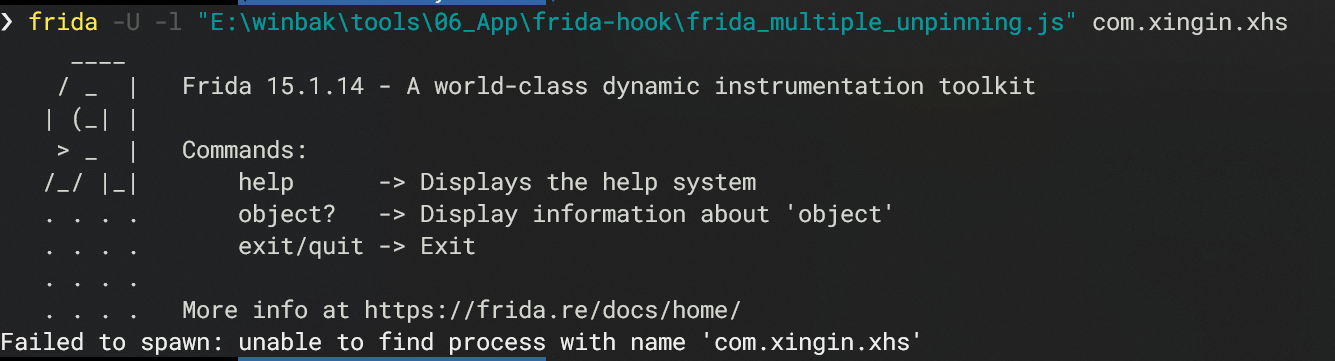 ❯ frida -U -l "E:\winbak\tools\06_App\frida-hook\frida_multiple_unpinning.js" com.xingin.xhs
     ____
    / _  |   Frida 15.1.14 - A world-class dynamic instrumentation toolkit
   | (_| |
    > _  |   Commands:
   /_/ |_|       help      -> Displays the help system
   . . . .       object?   -> Display information about 'object'
   . . . .       exit/quit -> Exit
   . . . .
   . . . .   More info at https://frida.re/docs/home/
Failed to spawn: unable to find process with name 'com.xingin.xhs'